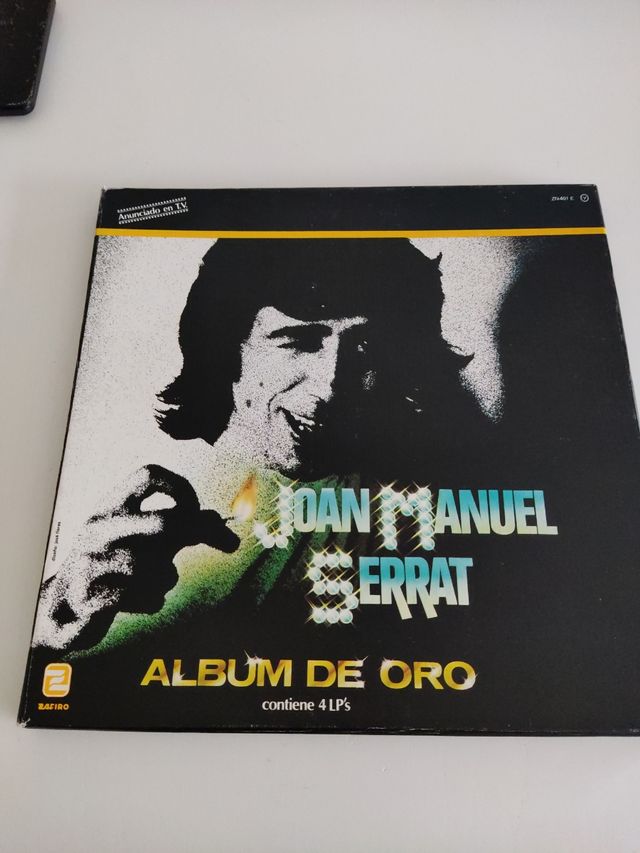 Anunciado en T.V.
JOAN MANUEL
SERRAT
ALBUM DE ORO
contiene 4 LP's
ZAFIRO